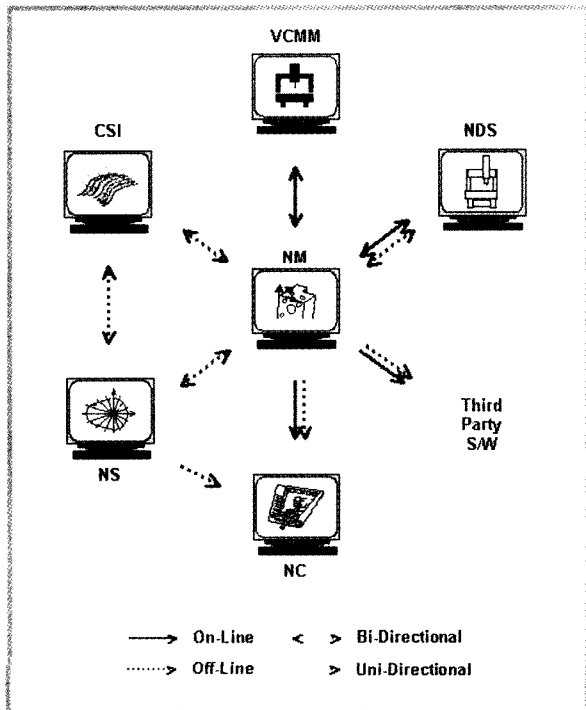 VCMM
CSI
NDS
NM
Third
Party
S/W
NS
NC
On-Line
Bi-Directional
Off-Line
Uni-Directional